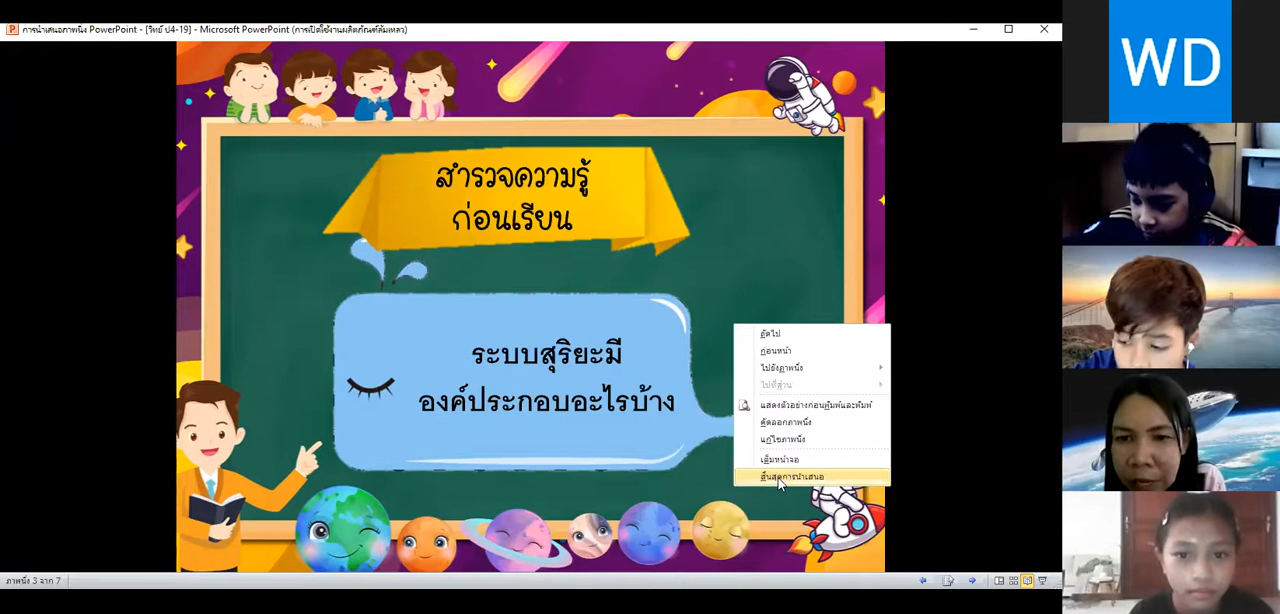 การนำเสนอภาพนิ่ง PowerPoint - [วิทย์ ป4-19] - Microsoft PowerPoint (การเปิดใช้งานผลิตภัณฑ์ล้มเหลว)
WD
สำรวจความรู้
ก่อนเรียน
ระบบสุริยะมี
องค์ประกอบอะไรบ้าง
ถัดไป
ก่อนหน้า
ไปยังภาพนิ่ง
ไปที่ส่วน
แสดงตัวอย่างก่อนพิมพ์และพิมพ์
คัดลอกภาพนิ่ง
แก้ไขภาพนิ่ง
เต็มหน้าจอ
สิ้นสุดการนำเสนอ
ภาพนิ่ง 3 จาก 7